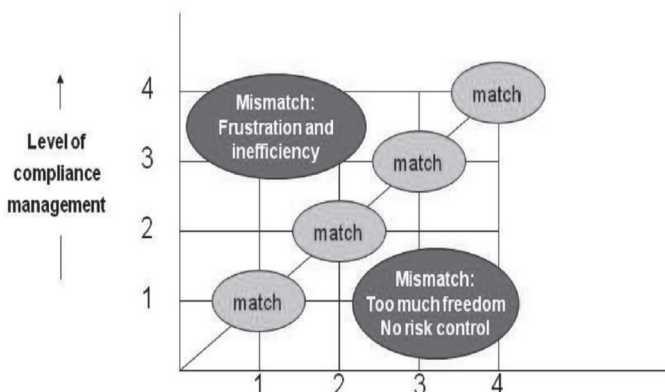 4
Mismatch:
Frustration and
inefficiency
match
Level of
compliance
management
3
match
2
match
1
match
Mismatch:
Too much freedom
No risk control
1 2 3 4